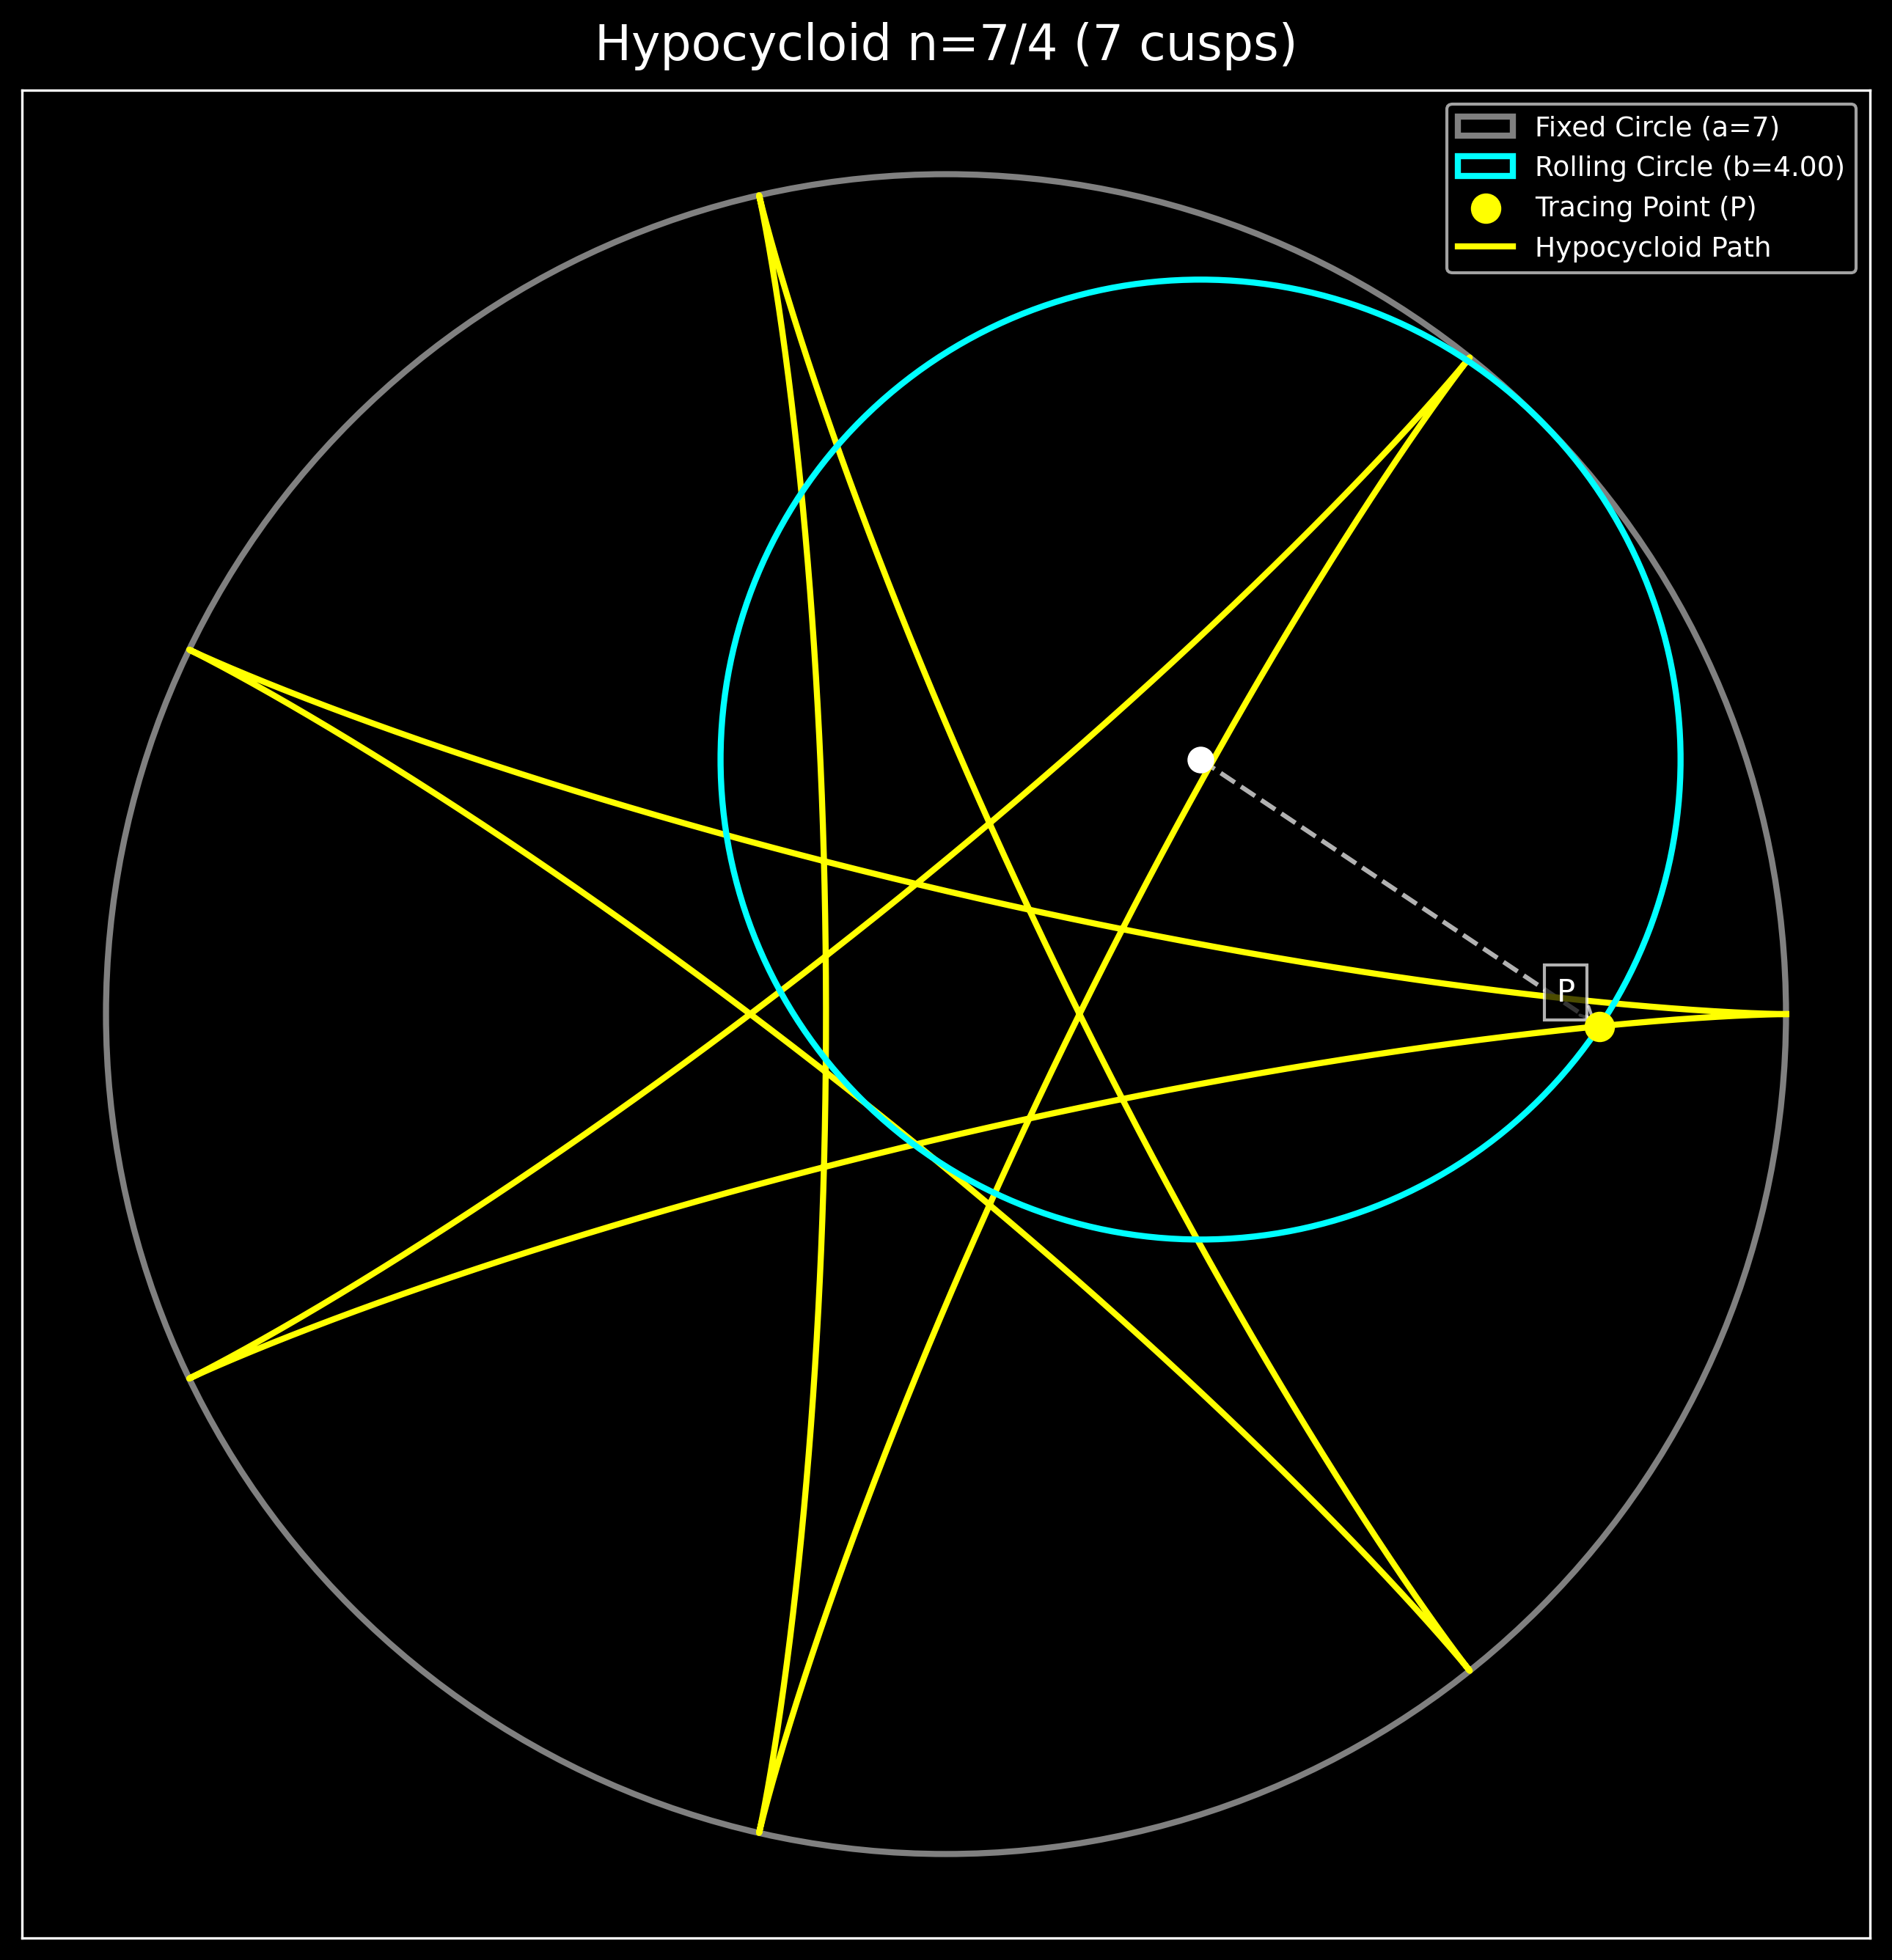 Hypocycloid n=7/4 (7 cusps)
Fixed Circle (a=7)
Rolling Circle (b=4.00)
Tracing Point (P)
Hypocycloid Path
P